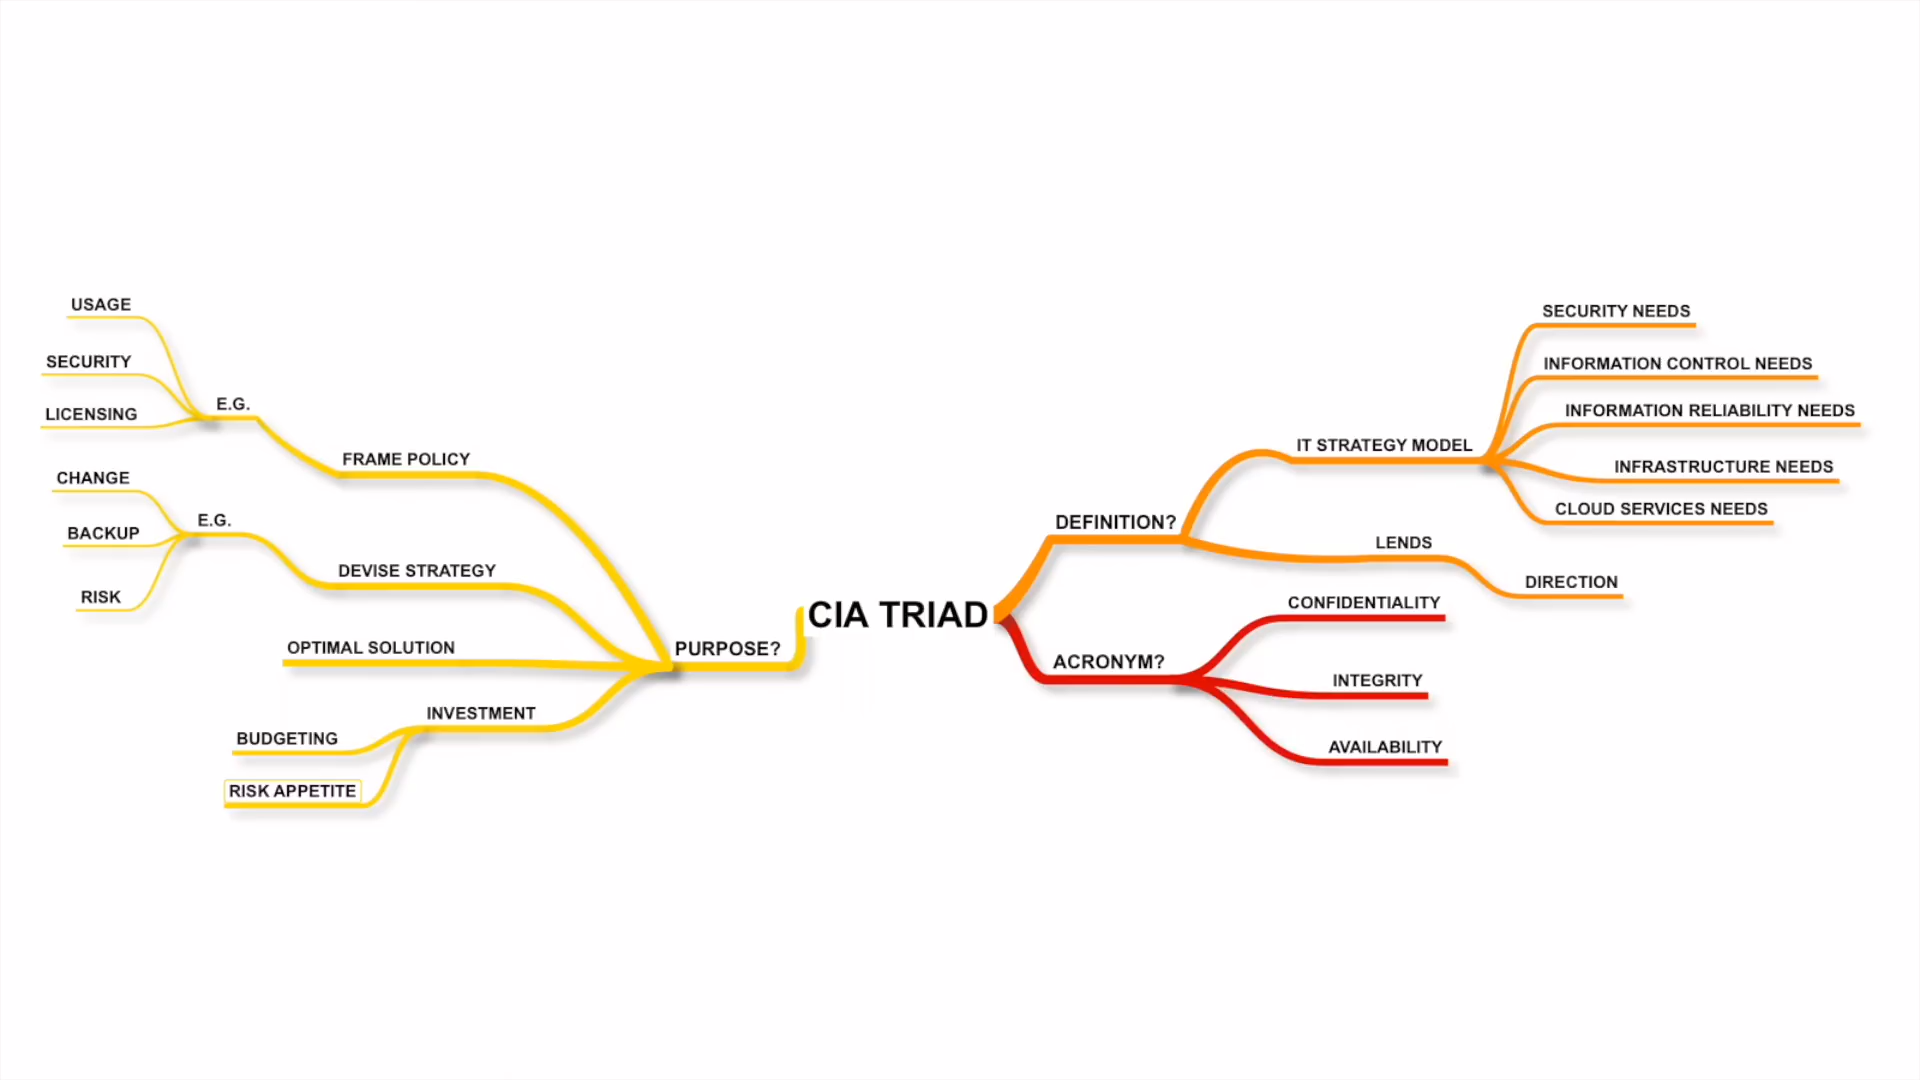 CIA TRIAD
DEFINITION?
IT STRATEGY MODEL
SECURITY NEEDS
INFORMATION CONTROL NEEDS
INFORMATION RELIABILITY NEEDS
INFRASTRUCTURE NEEDS
CLOUD SERVICES NEEDS
LENDS
DIRECTION
ACRONYM?
CONFIDENTIALITY
INTEGRITY
AVAILABILITY
PURPOSE?
FRAME POLICY
E.G.
USAGE
SECURITY
LICENSING
DEVISE STRATEGY
E.G.
CHANGE
BACKUP
RISK
OPTIMAL SOLUTION
INVESTMENT
BUDGETING
RISK APPETITE